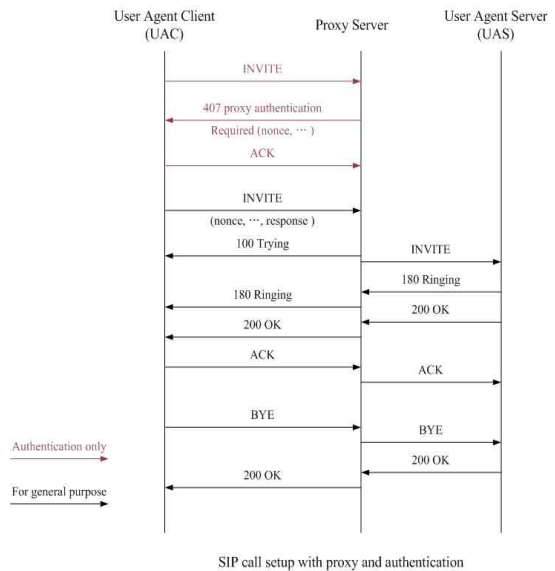 User Agent Client
(UAC)
Proxy Server
User Agent Server
(UAS)
INVITE
407 proxy authentication
Required (nonce, ··· )
ACK
INVITE
(nonce, ···, response )
100 Trying
INVITE
180 Ringing
180 Ringing
200 OK
200 OK
ACK
ACK
BYE
BYE
Authentication only
200 OK
200 OK
For general purpose
SIP call setup with proxy and authentication